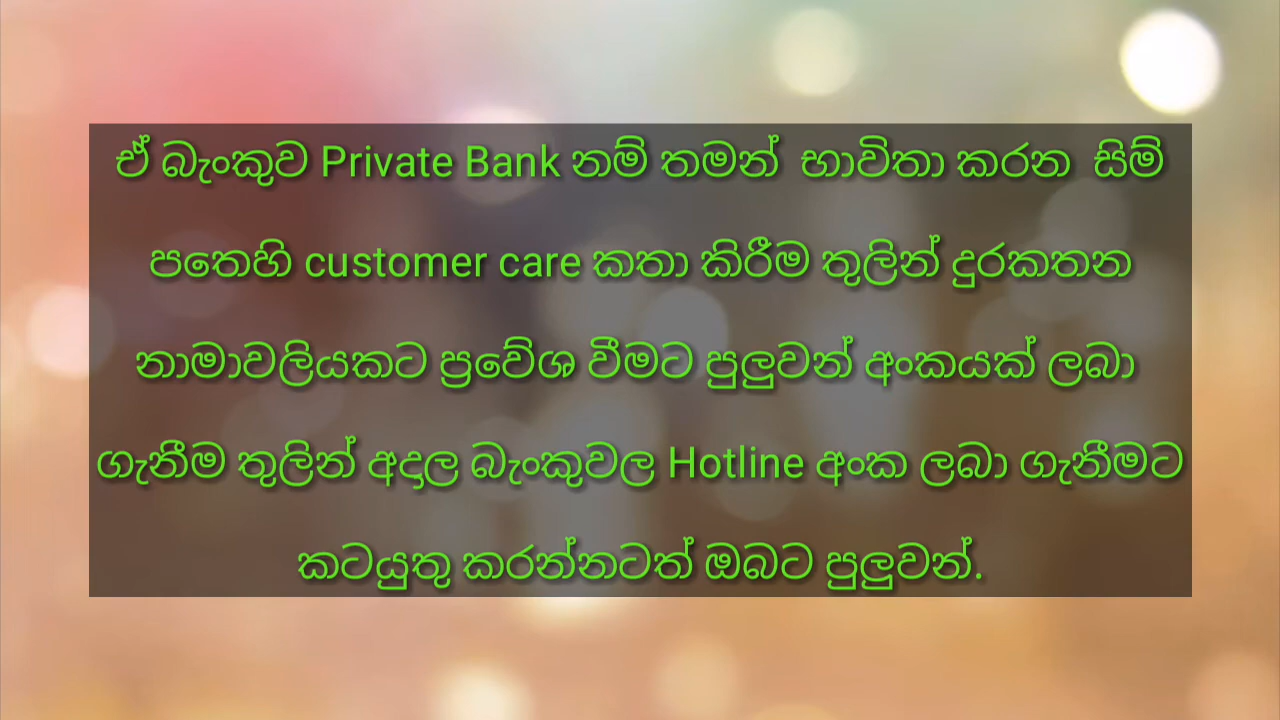 ඒ බැංකුව Private Bank නම් තමන් භාවිතා කරන සිම්
පතෙහි customer care කතා කිරීම තුලින් දුරකතන
නාමාවලියකට ප්‍රවේශ වීමට පුලුවන් අංකයක් ලබා
ගැනීම තුලින් අදාල බැංකුවල Hotline අංක ලබා ගැනීමට
කටයුතු කරන්නටත් ඔබට පුලුවන්.